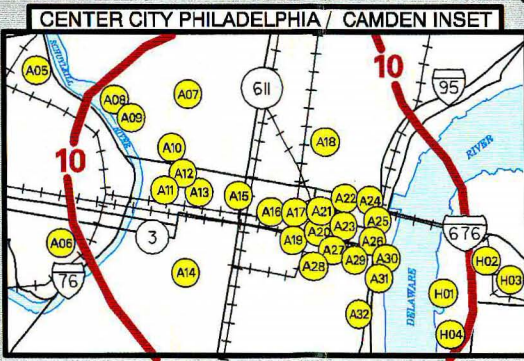 CENTER CITY PHILADELPHIA / CAMDEN INSET
SCHUYLKILL
RIVER
A05
A08
A09
A07
611
10
95
RIVER
A18
A10
A12
A11
A13
A15
10
A16
A17
A21
A22
A24
A20
A23
A25
A19
A27
A26
A28
A29
A30
A31
3
676
H02
H03
A06
76
A14
DELAWARE
H01
A32
H04